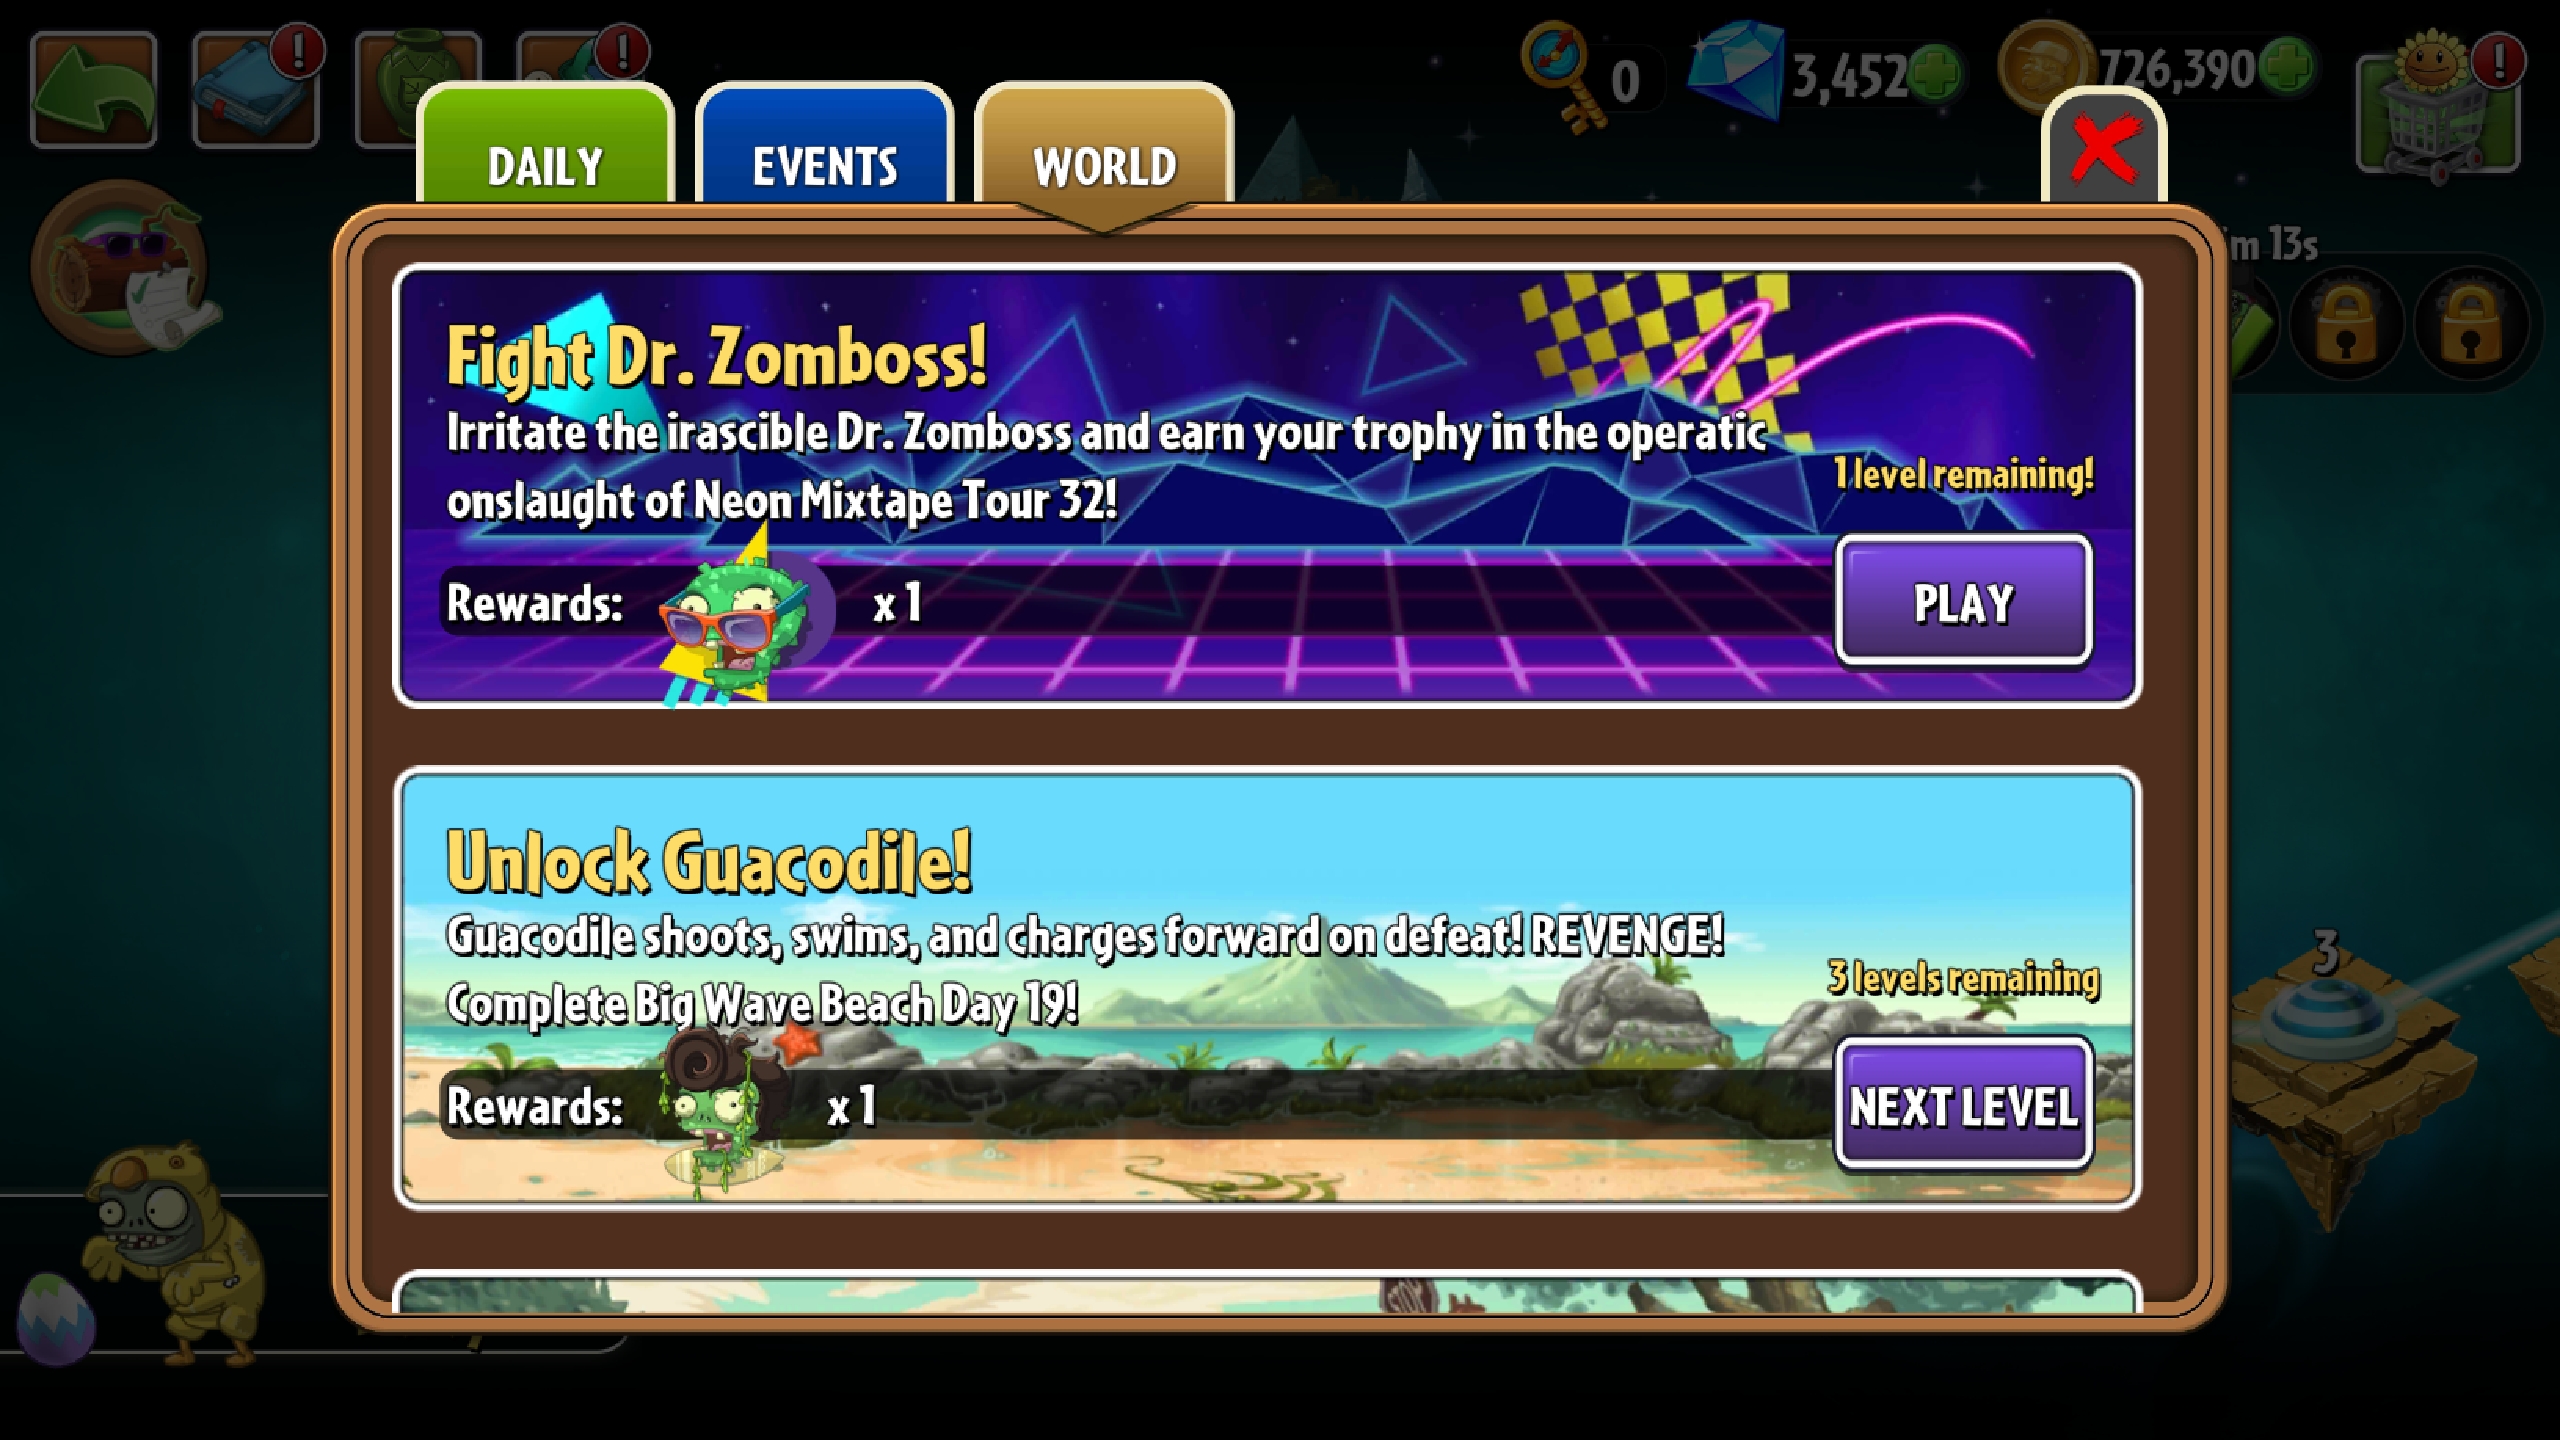 0
3,452
726,390
DAILY
EVENTS
WORLD
m 13s
Fight Dr. Zomboss!
Irritate the irascible Dr. Zomboss and earn your trophy in the operatic
onslaught of Neon Mixtape Tour 32!
1 level remaining!
Rewards:
x 1
PLAY
Unlock Guacodile!
Guacodile shoots, swims, and charges forward on defeat! REVENGE!
Complete Big Wave Beach Day 19!
3 levels remaining
Rewards:
x 1
NEXT LEVEL
3